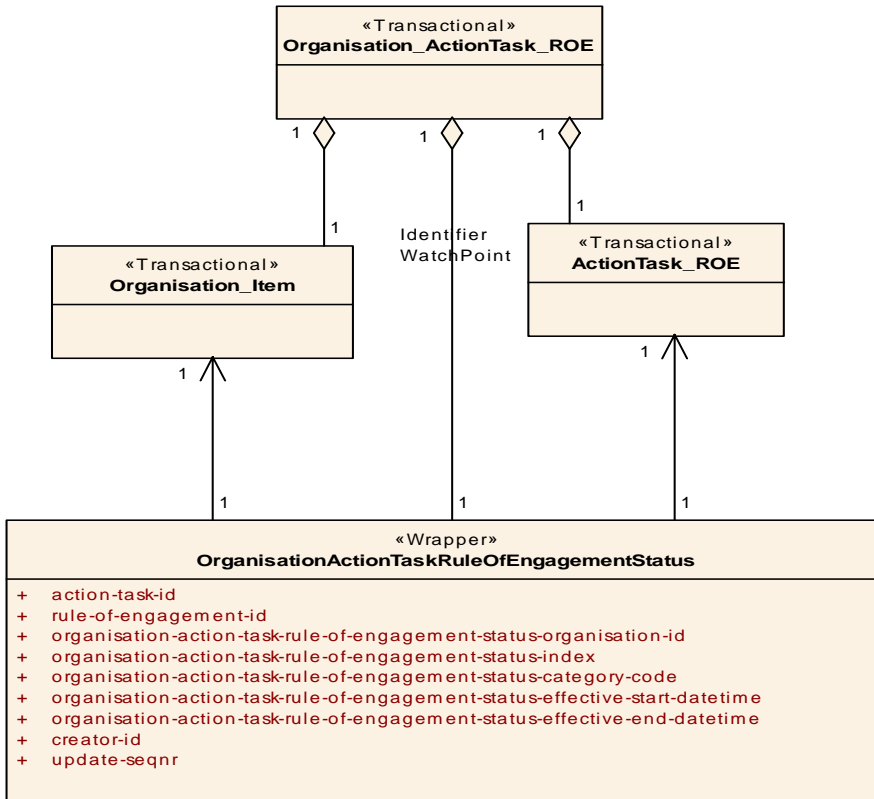 «Transactional»
Organisation_ActionTask_ROE
1
1
1
1
1
Identifier
WatchPoint
«Transactional»
Organisation_Item
«Transactional»
ActionTask_ROE
1
1
1
1
1
«Wrapper»
OrganisationActionTaskRuleOfEngagementStatus
+ action-task-id
+ rule-of-engagement-id
+ organisation-action-task-rule-of-engagement-status-organisation-id
+ organisation-action-task-rule-of-engagement-status-index
+ organisation-action-task-rule-of-engagement-status-category-code
+ organisation-action-task-rule-of-engagement-status-effective-start-datetime
+ organisation-action-task-rule-of-engagement-status-effective-end-datetime
+ creator-id
+ update-seqnr